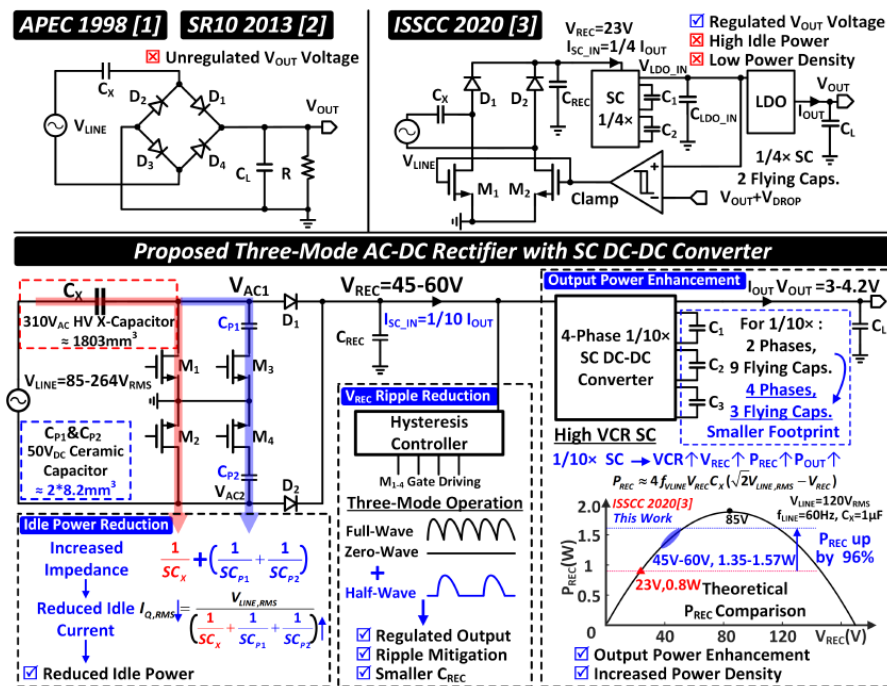 APEC 1998 [1]
SR10 2013 [2]
Unregulated VOUT Voltage
CX
D2
D1
VLINE
D3
D4
VOUT
CL
R
ISSCC 2020 [3]
VREC=23V
ISC_IN=1/4 IOUT
Regulated VOUT Voltage
High Idle Power
Low Power Density
VLDO_IN
CX
D1
D2
CREC
SC
1/4×
C1
C2
CLDO_IN
LDO
VOUT
IOUT
CL
VLINE
M1
M2
Clamp
1/4× SC
2 Flying Caps.
VOUT+VDROP
Proposed Three-Mode AC-DC Rectifier with SC DC-DC Converter
CX
310VAC HV X-Capacitor
≈ 1803mm³
VAC1
D1
VREC=45-60V
ISC_IN=1/10 IOUT
CREC
CP1
M1
M3
VLINE=85-264VRMS
M2
M4
CP1&CP2
50VDC Ceramic
Capacitor
≈ 2*8.2mm³
CP2
VAC2
D2
Idle Power Reduction
Increased
Impedance
1/SCX + (1/SCP1 + 1/SCP2)
Reduced Idle
Current
IQ,RMS↓ = VLINE,RMS / (1/SCX + 1/SCP1 + 1/SCP2)↑
Reduced Idle Power
VREC Ripple Reduction
Hysteresis
Controller
M1-4 Gate Driving
Three-Mode Operation
Full-Wave
Zero-Wave
+
Half-Wave
Regulated Output
Ripple Mitigation
Smaller CREC
Output Power Enhancement
IOUT
VOUT=3-4.2V
CL
4-Phase 1/10×
SC DC-DC
Converter
C1
C2
C3
For 1/10× :
2 Phases,
9 Flying Caps.
4 Phases,
3 Flying Caps.
Smaller Footprint
High VCR SC
1/10× SC → VCR↑ VREC↑ PREC↑ POUT↑
PREC ≈ 4 fVLINE VREC CX (√2 VLINE,RMS − VREC)
ISSCC 2020[3]
This Work
VLINE=120VRMS
fLINE=60Hz, CX=1µF
85V
PREC up
by 96%
45V-60V, 1.35-1.57W
23V,0.8W
Theoretical
PREC Comparison
PREC(W)
2.0
1.5
1
0.5
0
40
80
120
VREC(V)
Output Power Enhancement
Increased Power Density